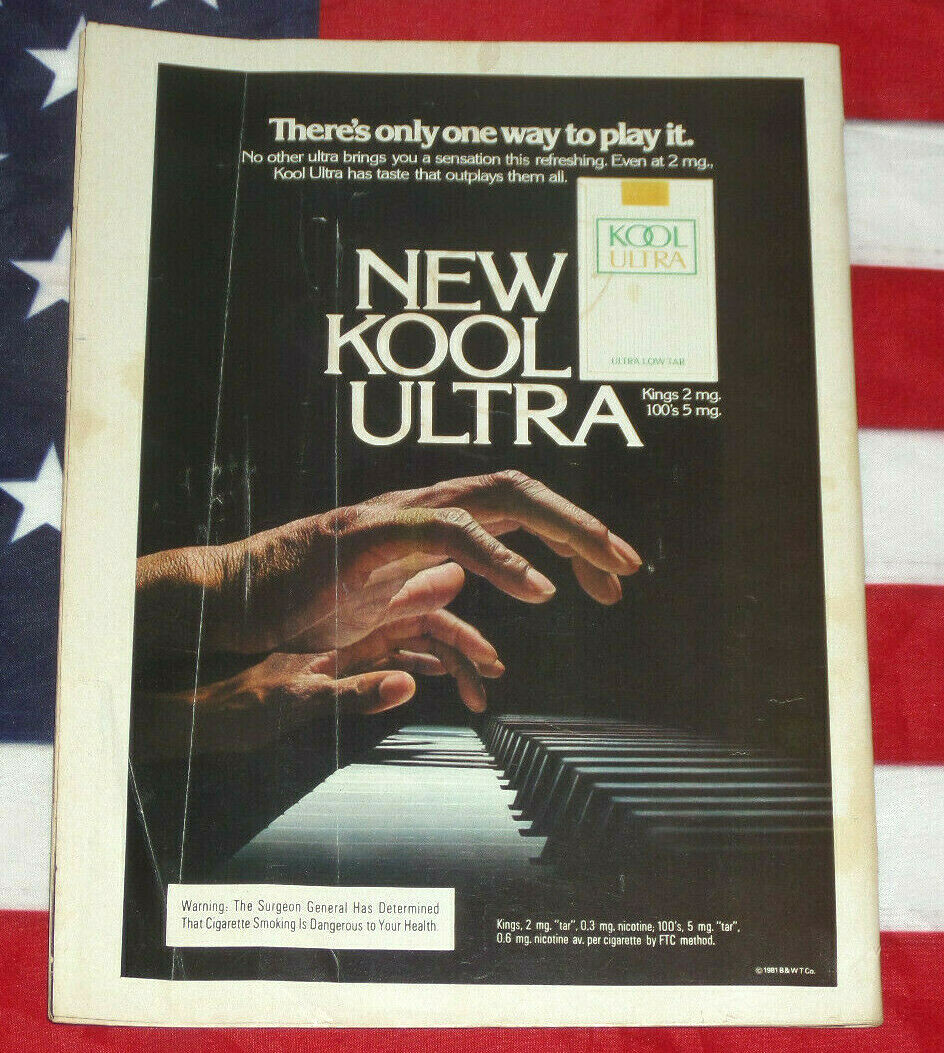 There's only one way to play it.
No other ultra brings you a sensation this refreshing. Even at 2 mg.,
Kool Ultra has taste that outplays them all.
KOOL
ULTRA
ULTRA LOW TAR
NEW
KOOL
ULTRA
Kings 2 mg.
100's 5 mg.
Warning: The Surgeon General Has Determined
That Cigarette Smoking Is Dangerous to Your Health.
Kings, 2 mg. "tar", 0.3 mg. nicotine; 100's, 5 mg. "tar",
0.6 mg. nicotine av. per cigarette by FTC method.
© 1981 B & W T Co.